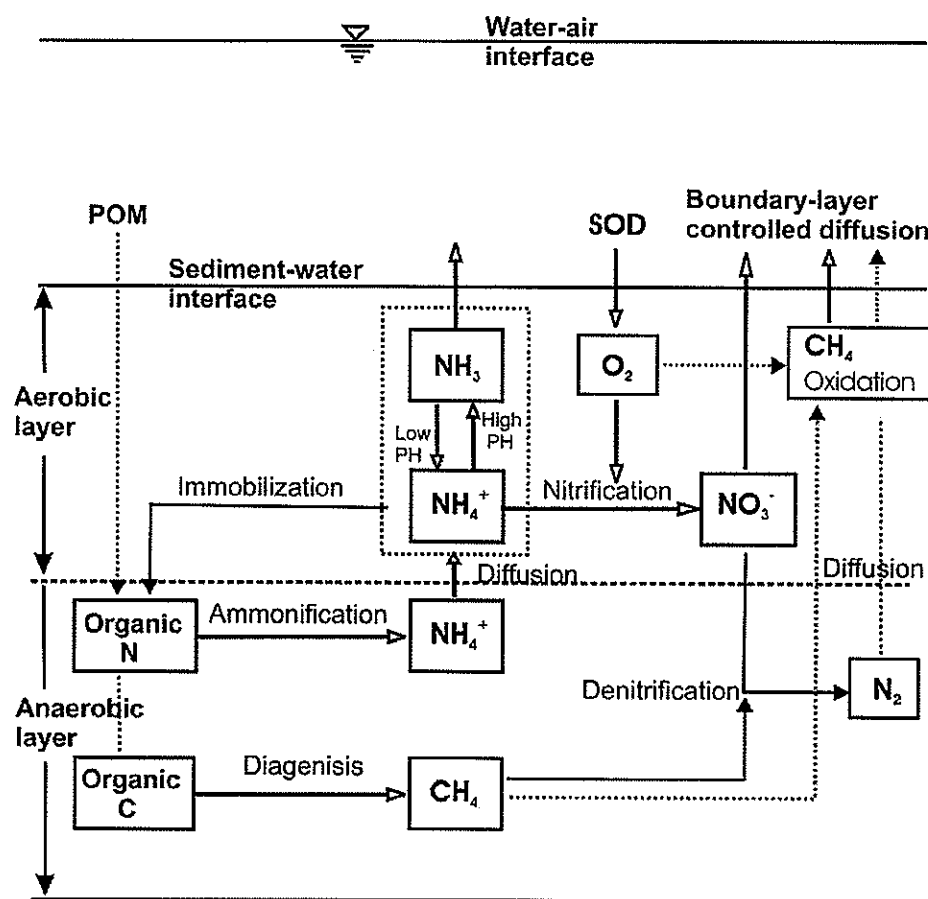 Water-air
interface
POM
SOD
Boundary-layer
controlled diffusion
Sediment-water
interface
Aerobic
layer
NH₃
O₂
CH₄
Oxidation
Low
PH
High
PH
Immobilization
NH₄⁺
Nitrification
NO₃⁻
Diffusion
Diffusion
Organic
N
Ammonification
NH₄⁺
Denitrification
N₂
Anaerobic
layer
Organic
C
Diagenisis
CH₄